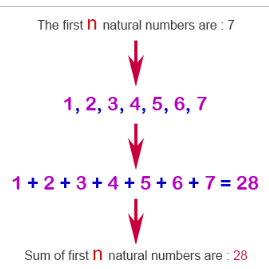 The first n natural numbers are : 7
1, 2, 3, 4, 5, 6, 7
1 + 2 + 3 + 4 + 5 + 6 + 7 = 28
Sum of first n natural numbers are : 28